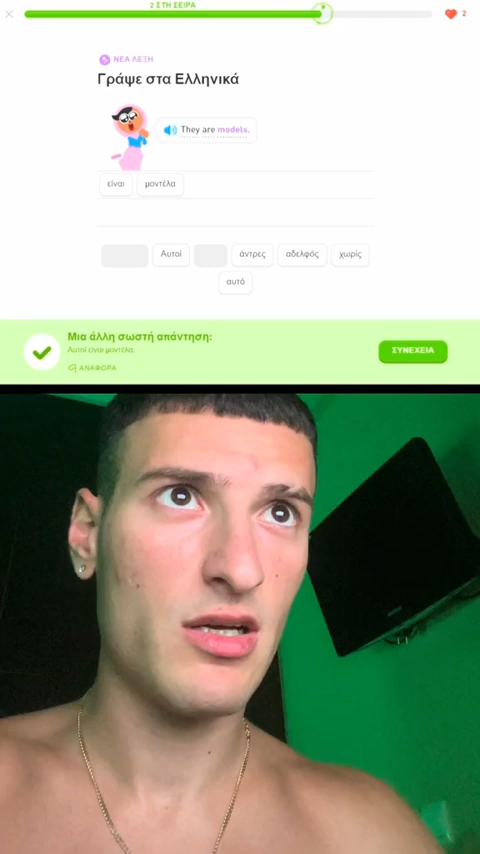 2 ΣΤΗ ΣΕΙΡΑ
2
ΝΕΑ ΛΕΞΗ
Γράψε στα Ελληνικά
They are models.
είναι μοντέλα
Αυτοί άντρες αδελφός χωρίς
αυτό
Μια άλλη σωστή απάντηση:
Αυτοί είναι μοντέλα.
ΑΝΑΦΟΡΑ
ΣΥΝΕΧΕΙΑ